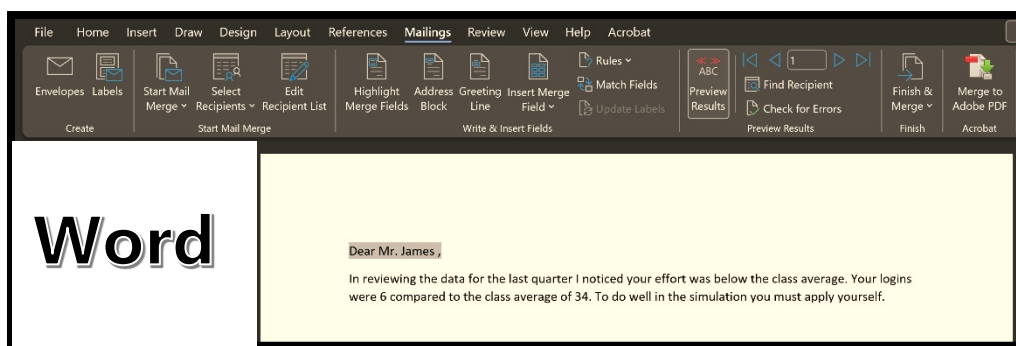 File Home Insert Draw Design Layout References Mailings Review View Help Acrobat
Envelopes Labels
Create
Start Mail Merge
Select Recipients
Edit Recipient List
Start Mail Merge
Highlight Merge Fields
Address Block
Greeting Line
Insert Merge Field
Rules
Match Fields
Update Labels
Write & Insert Fields
ABC
Preview Results
1
Find Recipient
Check for Errors
Preview Results
Finish & Merge
Finish
Merge to Adobe PDF
Acrobat
Word
Dear Mr. James ,
In reviewing the data for the last quarter I noticed your effort was below the class average. Your logins
were 6 compared to the class average of 34. To do well in the simulation you must apply yourself.